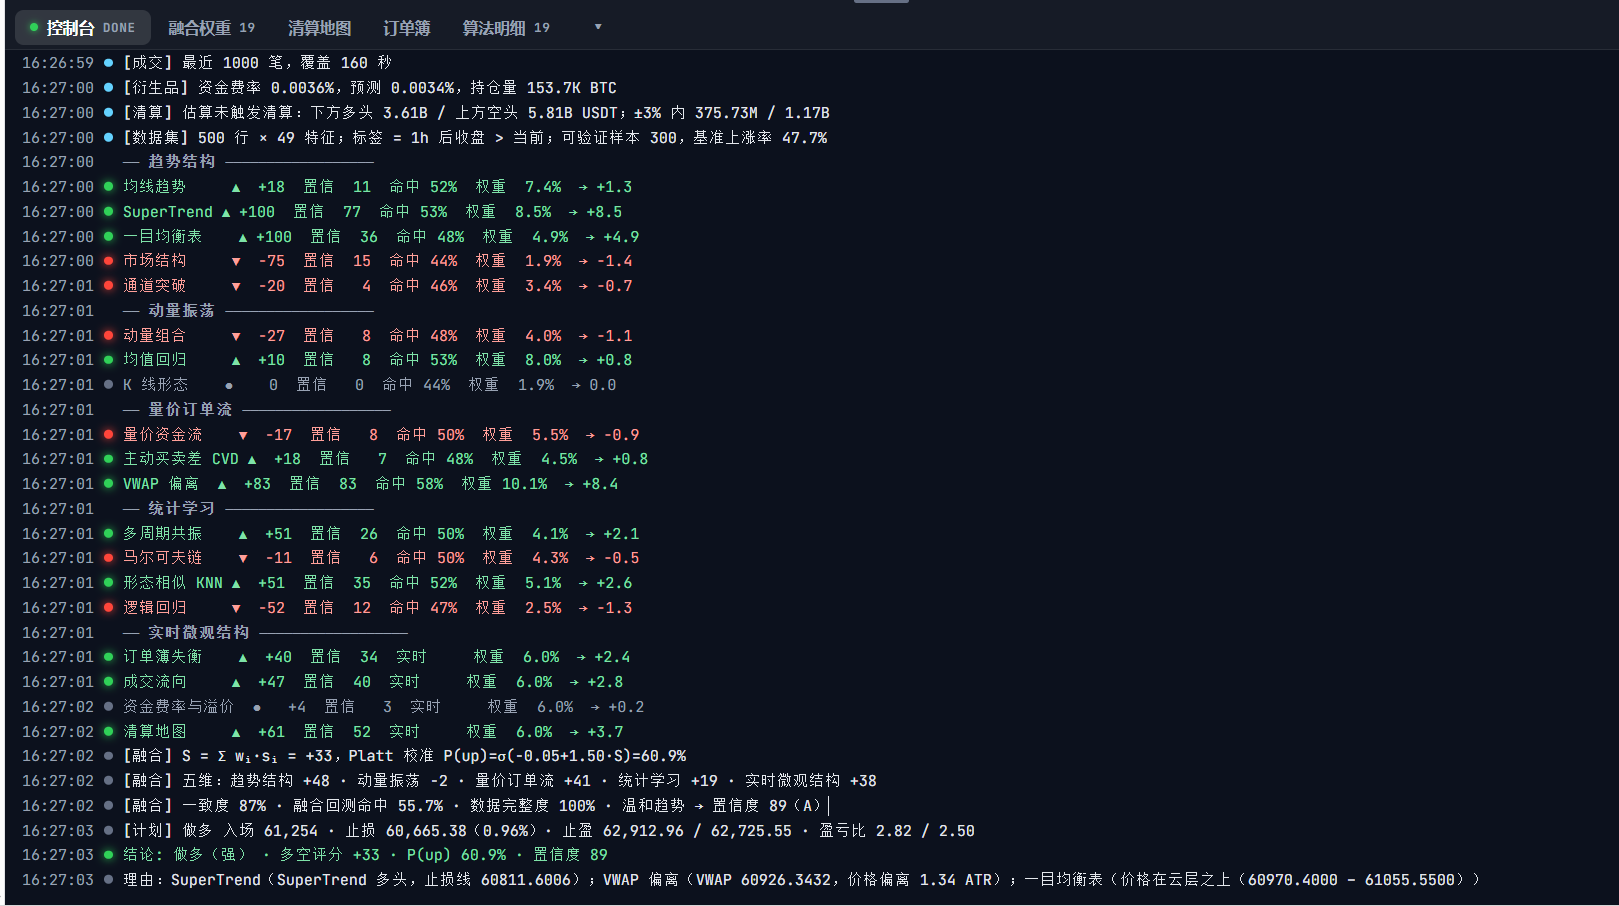 控制台 DONE 融合权重 19 清算地图 订单簿 算法明细 19 ▼
16:26:59 ● [成交] 最近 1000 笔，覆盖 160 秒
16:27:00 ● [衍生品] 资金费率 0.0036%，预测 0.0034%，持仓量 153.7K BTC
16:27:00 ● [清算] 估算未触发清算：下方多头 3.61B / 上方空头 5.81B USDT；±3% 内 375.73M / 1.17B
16:27:00 ● [数据集] 500 行 × 49 特征；标签 = 1h 后收盘 > 当前；可验证样本 300，基准上涨率 47.7%
16:27:00 —— 趋势结构 ——————————
16:27:00 ● 均线趋势 ▲ +18 置信 11 命中 52% 权重 7.4% → +1.3
16:27:00 ● SuperTrend ▲ +100 置信 77 命中 53% 权重 8.5% → +8.5
16:27:00 ● 一目均衡表 ▲ +100 置信 36 命中 48% 权重 4.9% → +4.9
16:27:00 ● 市场结构 ▼ -75 置信 15 命中 44% 权重 1.9% → -1.4
16:27:01 ● 通道突破 ▼ -20 置信 4 命中 46% 权重 3.4% → -0.7
16:27:01 —— 动量振荡 ——————————
16:27:01 ● 动量组合 ▼ -27 置信 8 命中 48% 权重 4.0% → -1.1
16:27:01 ● 均值回归 ▲ +10 置信 8 命中 53% 权重 8.0% → +0.8
16:27:01 ● K 线形态 ● 0 置信 0 命中 44% 权重 1.9% → 0.0
16:27:01 —— 量价订单流 ——————————
16:27:01 ● 量价资金流 ▼ -17 置信 8 命中 50% 权重 5.5% → -0.9
16:27:01 ● 主动买卖差 CVD ▲ +18 置信 7 命中 48% 权重 4.5% → +0.8
16:27:01 ● VWAP 偏离 ▲ +83 置信 83 命中 58% 权重 10.1% → +8.4
16:27:01 —— 统计学习 ——————————
16:27:01 ● 多周期共振 ▲ +51 置信 26 命中 50% 权重 4.1% → +2.1
16:27:01 ● 马尔可夫链 ▼ -11 置信 6 命中 50% 权重 4.3% → -0.5
16:27:01 ● 形态相似 KNN ▲ +51 置信 35 命中 52% 权重 5.1% → +2.6
16:27:01 ● 逻辑回归 ▼ -52 置信 12 命中 47% 权重 2.5% → -1.3
16:27:01 —— 实时微观结构 ——————————
16:27:01 ● 订单簿失衡 ▲ +40 置信 34 实时 权重 6.0% → +2.4
16:27:01 ● 成交流向 ▲ +47 置信 40 实时 权重 6.0% → +2.8
16:27:02 ● 资金费率与溢价 ● +4 置信 3 实时 权重 6.0% → +0.2
16:27:02 ● 清算地图 ▲ +61 置信 52 实时 权重 6.0% → +3.7
16:27:02 ● [融合] S = Σ wᵢ·sᵢ = +33，Platt 校准 P(up)=σ(-0.05+1.50·S)=60.9%
16:27:02 ● [融合] 五维：趋势结构 +48 · 动量振荡 -2 · 量价订单流 +41 · 统计学习 +19 · 实时微观结构 +38
16:27:02 ● [融合] 一致度 87% · 融合回测命中 55.7% · 数据完整度 100% · 温和趋势 → 置信度 89（A）
16:27:03 ● [计划] 做多 入场 61,254 · 止损 60,665.38（0.96%）· 止盈 62,912.96 / 62,725.55 · 盈亏比 2.82 / 2.50
16:27:03 ● 结论: 做多（强） · 多空评分 +33 · P(up) 60.9% · 置信度 89
16:27:03 ● 理由：SuperTrend（SuperTrend 多头，止损线 60811.6006）；VWAP 偏离（VWAP 60926.3432，价格偏离 1.34 ATR）；一目均衡表（价格在云层之上（60970.4000 – 61055.5500））